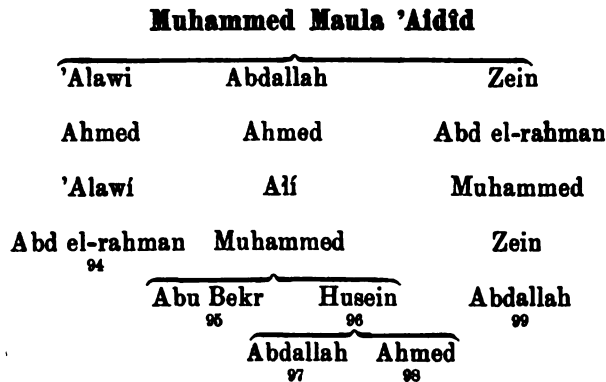 Muhammed Maula 'Aidîd
'Alawi Abdallah Zein
Ahmed Ahmed Abd el-rahman
'Alawí Alí Muhammed
Abd el-rahman Muhammed Zein
94
Abu Bekr Husein Abdallah
95 96 99
Abdallah Ahmed
97 98